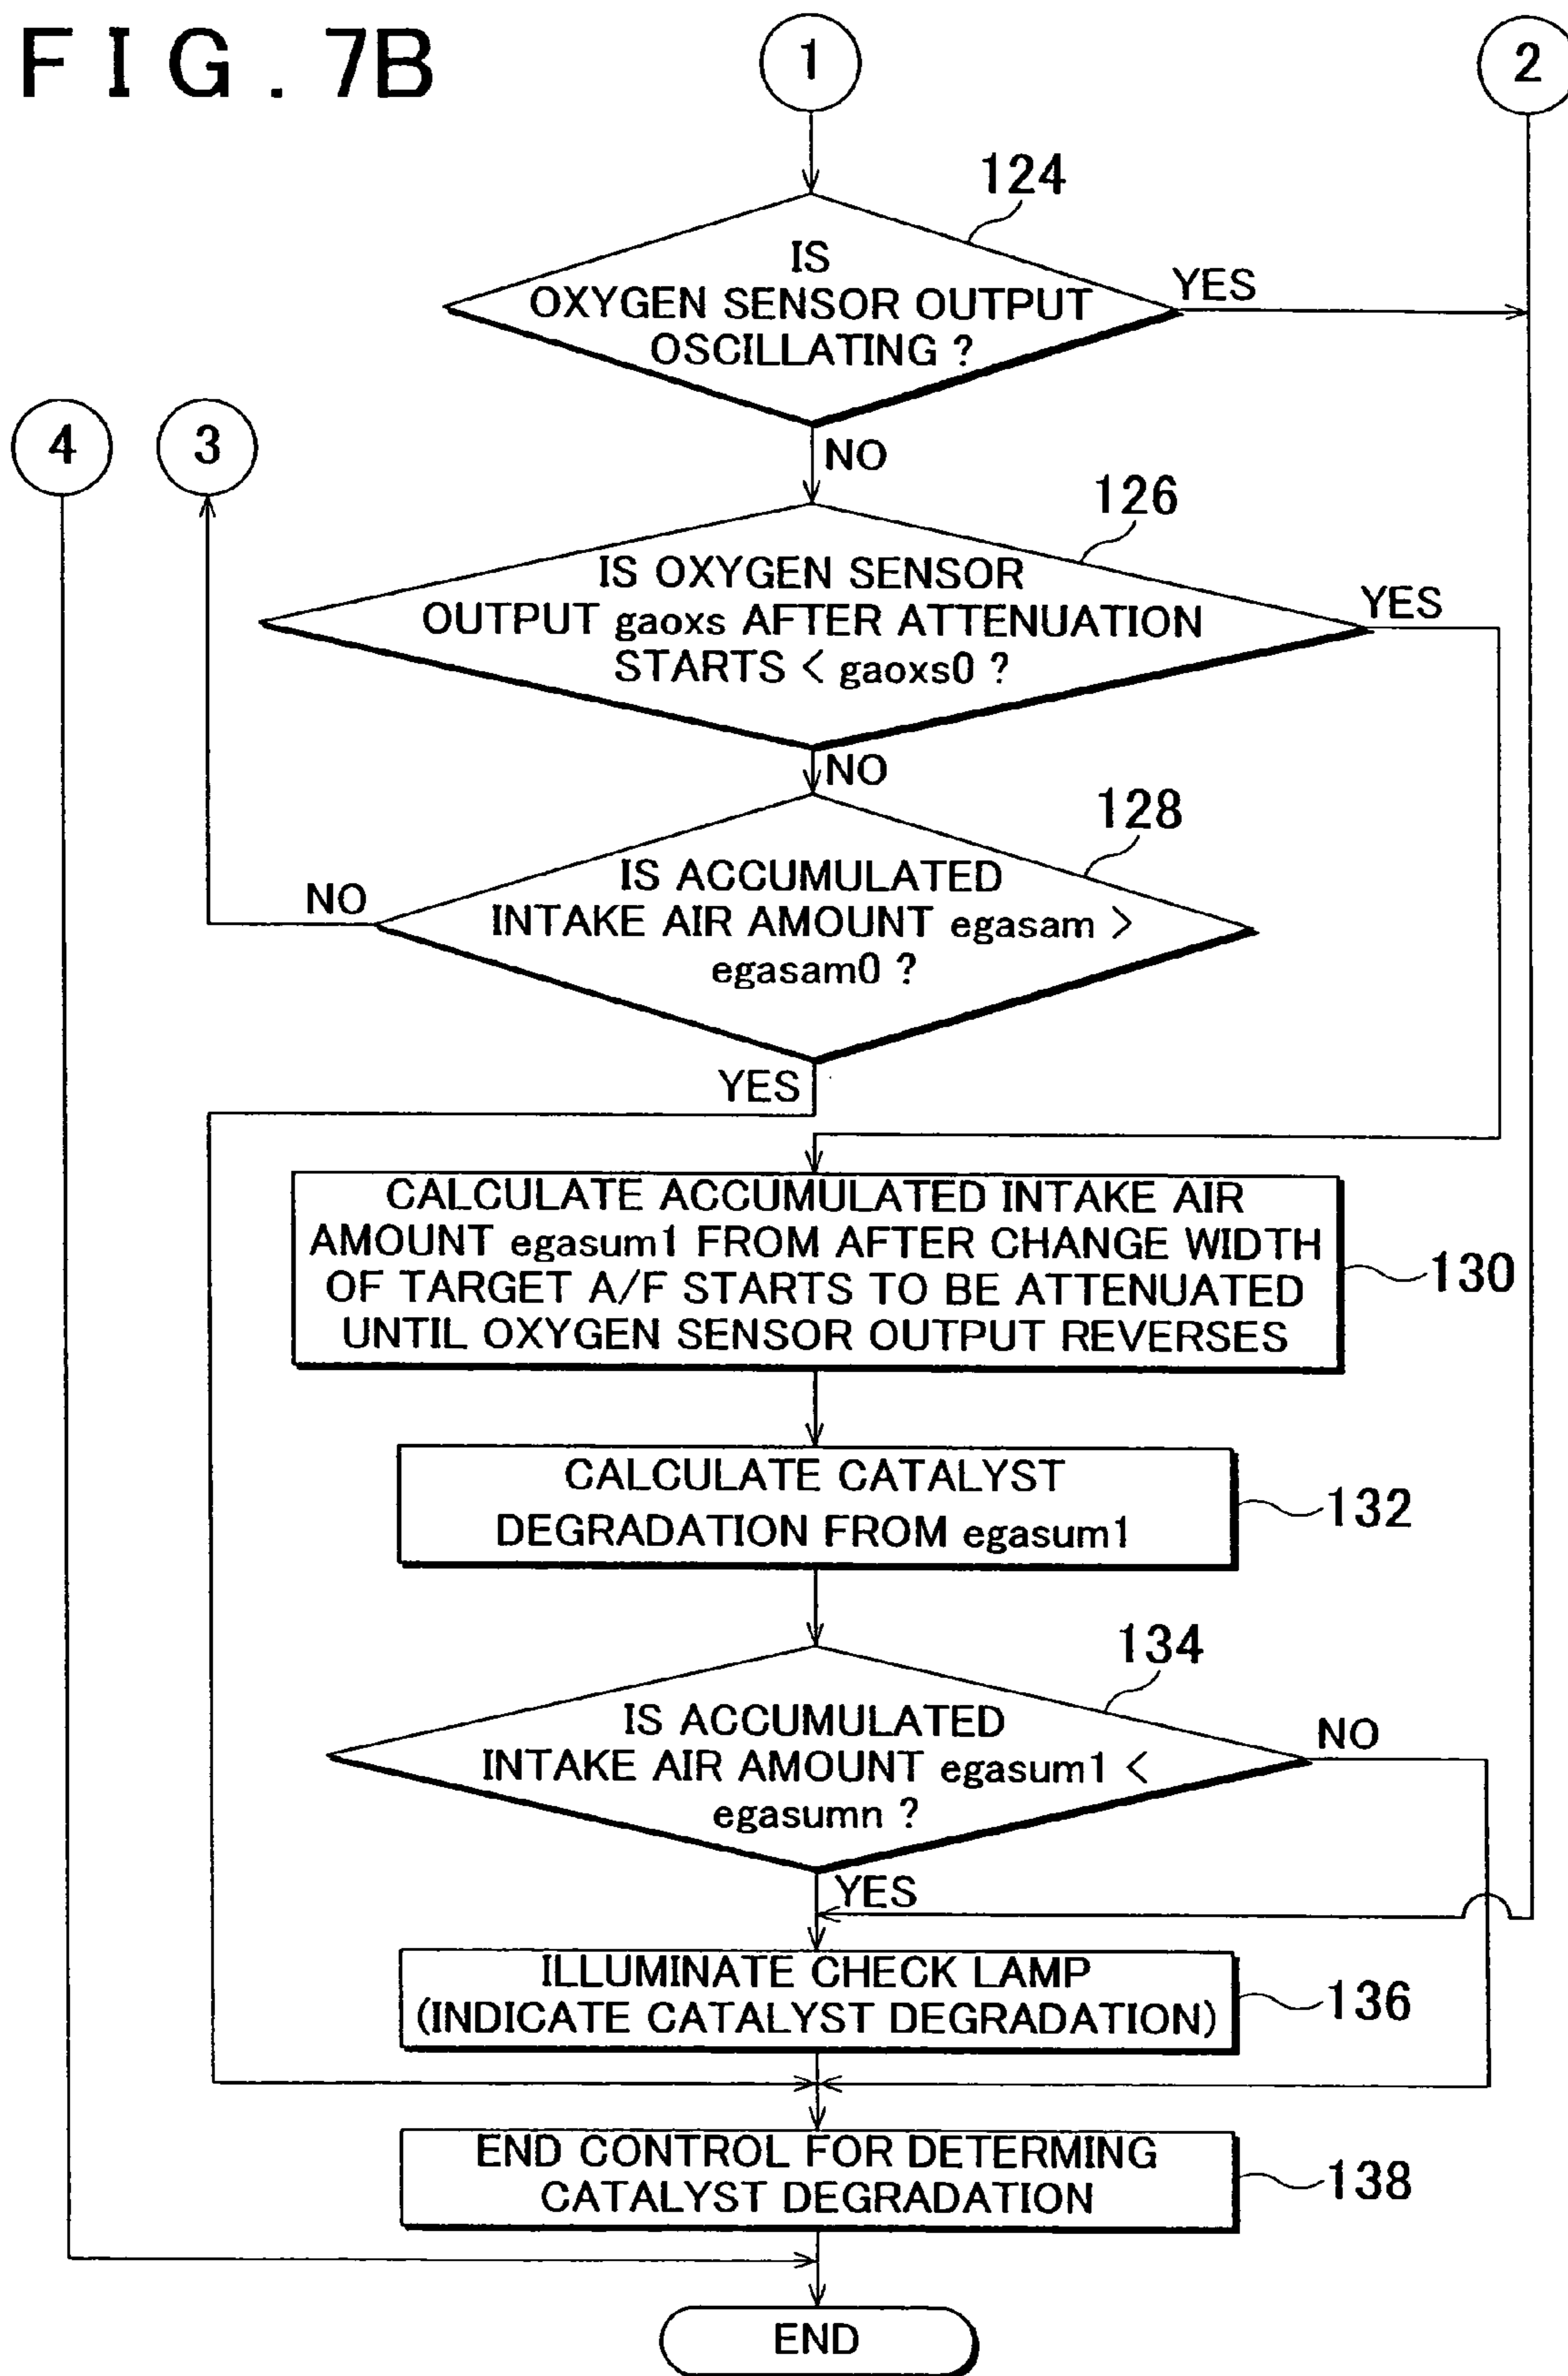 FIG. 7B
1
2
124
IS
OXYGEN SENSOR OUTPUT
OSCILLATING ?
YES
NO
4
3
126
IS OXYGEN SENSOR
OUTPUT gaoxs AFTER ATTENUATION
STARTS < gaoxs0 ?
YES
NO
128
IS ACCUMULATED
INTAKE AIR AMOUNT egasam >
egasam0 ?
NO
YES
CALCULATE ACCUMULATED INTAKE AIR
AMOUNT egasum1 FROM AFTER CHANGE WIDTH
OF TARGET A/F STARTS TO BE ATTENUATED
UNTIL OXYGEN SENSOR OUTPUT REVERSES
130
CALCULATE CATALYST
DEGRADATION FROM egasum1
132
134
IS ACCUMULATED
INTAKE AIR AMOUNT egasum1 <
egasumn ?
NO
YES
ILLUMINATE CHECK LAMP
(INDICATE CATALYST DEGRADATION)
136
END CONTROL FOR DETERMING
CATALYST DEGRADATION
138
END